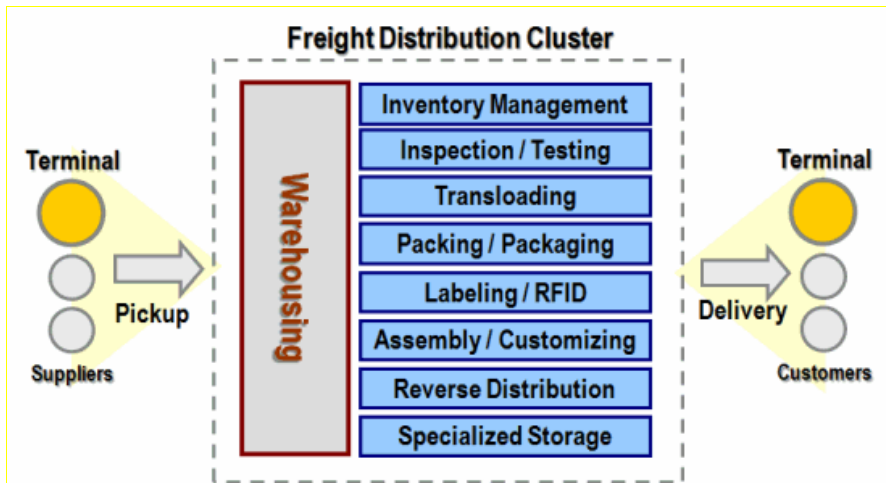 Freight Distribution Cluster
Terminal
Pickup
Suppliers
Warehousing
Inventory Management
Inspection / Testing
Transloading
Packing / Packaging
Labeling / RFID
Assembly / Customizing
Reverse Distribution
Specialized Storage
Terminal
Delivery
Customers